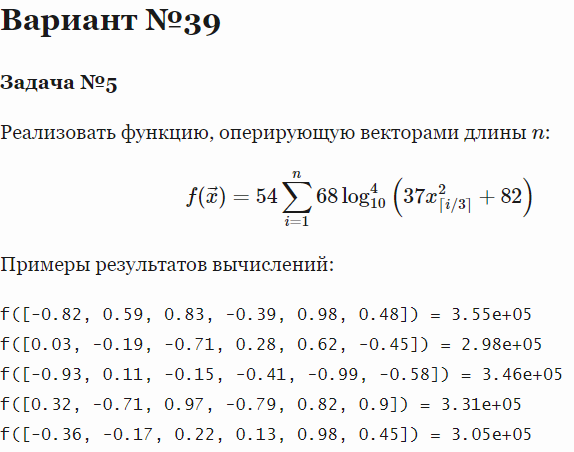 Вариант №39
Задача №5
Реализовать функцию, оперирующую векторами длины n:
f(\vec{x}) = 54 \sum_{i=1}^{n} 68 \log_{10}^{4} \left( 37x_{\lceil i/3 \rceil}^{2} + 82 \right)
Примеры результатов вычислений:
f([-0.82, 0.59, 0.83, -0.39, 0.98, 0.48]) = 3.55e+05
f([0.03, -0.19, -0.71, 0.28, 0.62, -0.45]) = 2.98e+05
f([-0.93, 0.11, -0.15, -0.41, -0.99, -0.58]) = 3.46e+05
f([0.32, -0.71, 0.97, -0.79, 0.82, 0.9]) = 3.31e+05
f([-0.36, -0.17, 0.22, 0.13, 0.98, 0.45]) = 3.05e+05